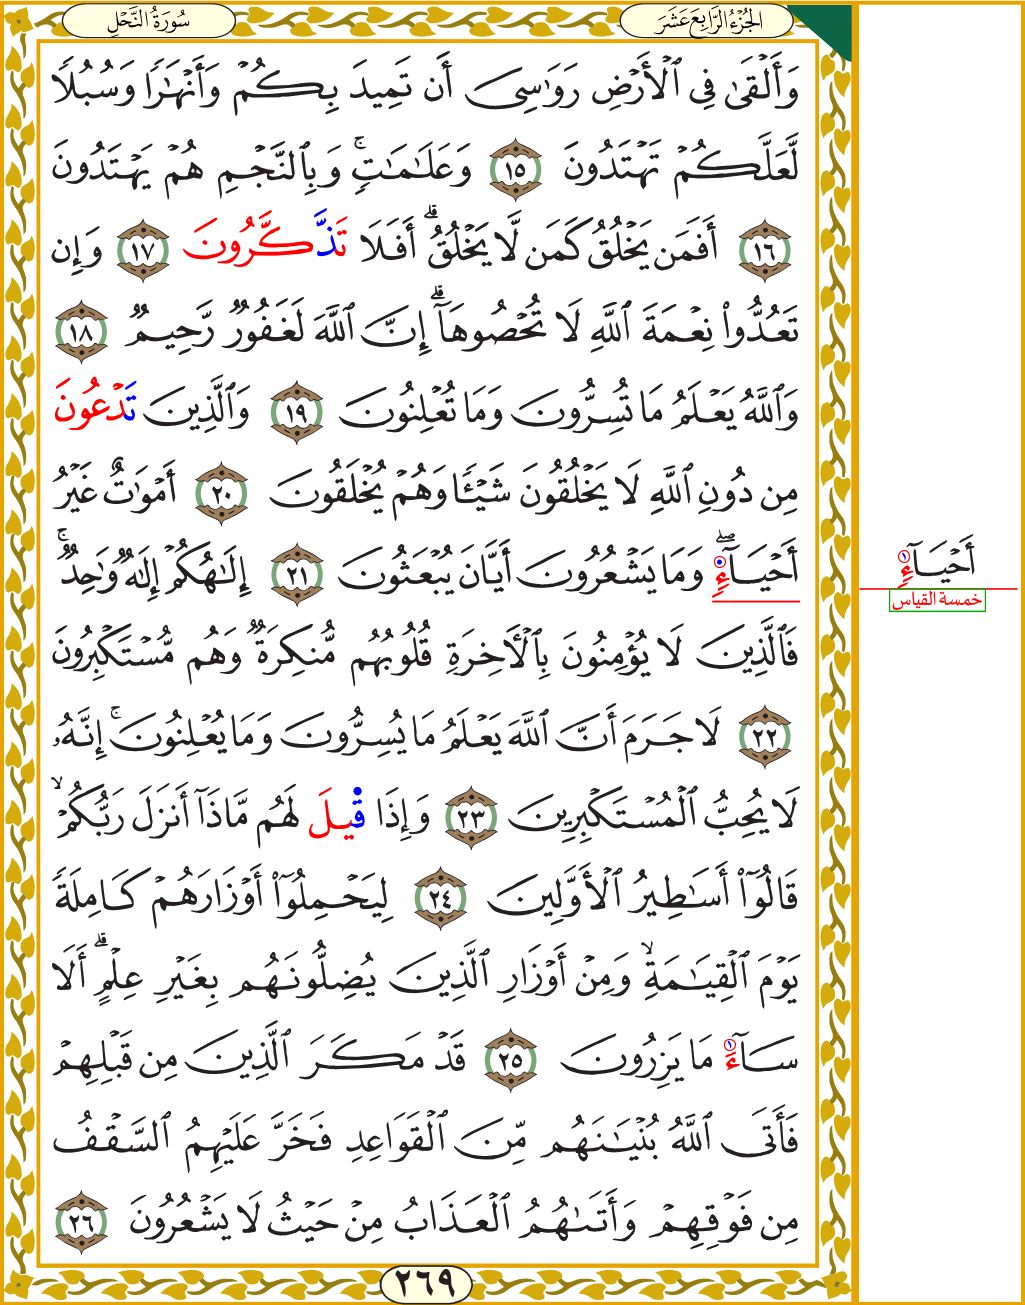 الجُزْءُ الرَّابِعَ عَشَرَ
سُورَةُ النَّحْلِ
وَأَلْقَىٰ فِي ٱلْأَرْضِ رَوَٰسِىَ أَن تَمِيدَ بِكُمْ وَأَنْهَٰرًا وَسُبُلًا
لَّعَلَّكُمْ تَهْتَدُونَ ١٥ وَعَلَٰمَٰتٍۚ وَبِٱلنَّجْمِ هُمْ يَهْتَدُونَ
١٦ أَفَمَن يَخْلُقُ كَمَن لَّا يَخْلُقُۗ أَفَلَا تَذَّكَّرُونَ ١٧ وَإِن
تَعُدُّوا۟ نِعْمَةَ ٱللَّهِ لَا تُحْصُوهَآۗ إِنَّ ٱللَّهَ لَغَفُورٌ رَّحِيمٌ ١٨
وَٱللَّهُ يَعْلَمُ مَا تُسِرُّونَ وَمَا تُعْلِنُونَ ١٩ وَٱلَّذِينَ تَدْعُونَ
مِن دُونِ ٱللَّهِ لَا يَخْلُقُونَ شَيْـًٔا وَهُمْ يُخْلَقُونَ ٢٠ أَمْوَٰتٌ غَيْرُ
أَحْيَآءٍۖ وَمَا يَشْعُرُونَ أَيَّانَ يُبْعَثُونَ ٢١ إِلَٰهُكُمْ إِلَٰهٌ وَٰحِدٌۚ
فَٱلَّذِينَ لَا يُؤْمِنُونَ بِٱلْأَخِرَةِ قُلُوبُهُم مُّنكِرَةٌ وَهُم مُّسْتَكْبِرُونَ
٢٢ لَا جَرَمَ أَنَّ ٱللَّهَ يَعْلَمُ مَا يُسِرُّونَ وَمَا يُعْلِنُونَۚ إِنَّهُۥ
لَا يُحِبُّ ٱلْمُسْتَكْبِرِينَ ٢٣ وَإِذَا قِيلَ لَهُم مَّاذَآ أَنزَلَ رَبُّكُمْۙ
قَالُوٓا۟ أَسَٰطِيرُ ٱلْأَوَّلِينَ ٢٤ لِيَحْمِلُوٓا۟ أَوْزَارَهُمْ كَامِلَةً
يَوْمَ ٱلْقِيَٰمَةِۙ وَمِنْ أَوْزَارِ ٱلَّذِينَ يُضِلُّونَهُم بِغَيْرِ عِلْمٍۗ أَلَا
سَآءَ مَا يَزِرُونَ ٢٥ قَدْ مَكَرَ ٱلَّذِينَ مِن قَبْلِهِمْ
فَأَتَى ٱللَّهُ بُنْيَٰنَهُم مِّنَ ٱلْقَوَاعِدِ فَخَرَّ عَلَيْهِمُ ٱلسَّقْفُ
مِن فَوْقِهِمْ وَأَتَىٰهُمُ ٱلْعَذَابُ مِنْ حَيْثُ لَا يَشْعُرُونَ ٢٦
٢٦٩
أَحْيَآءٍ ١
خمسة القياس